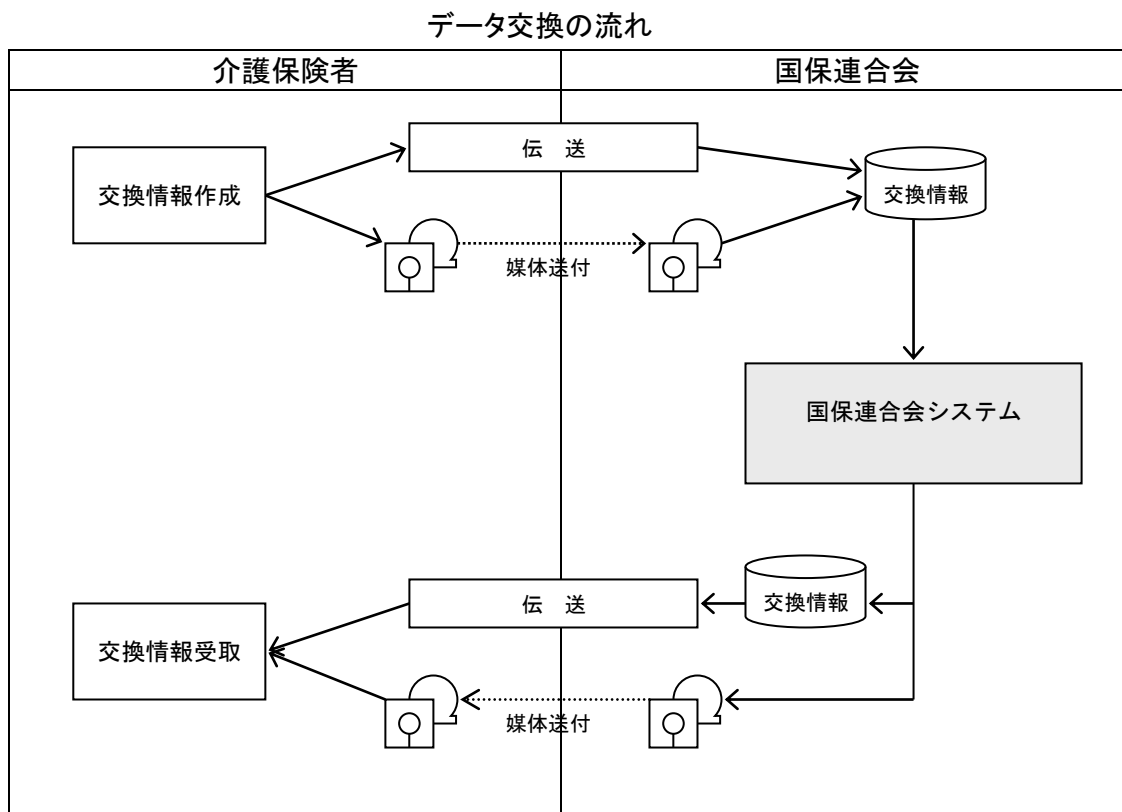 データ交換の流れ
介護保険者
国保連合会
伝　送
交換情報作成
交換情報
媒体送付
国保連合会システム
伝　送
交換情報
交換情報受取
媒体送付